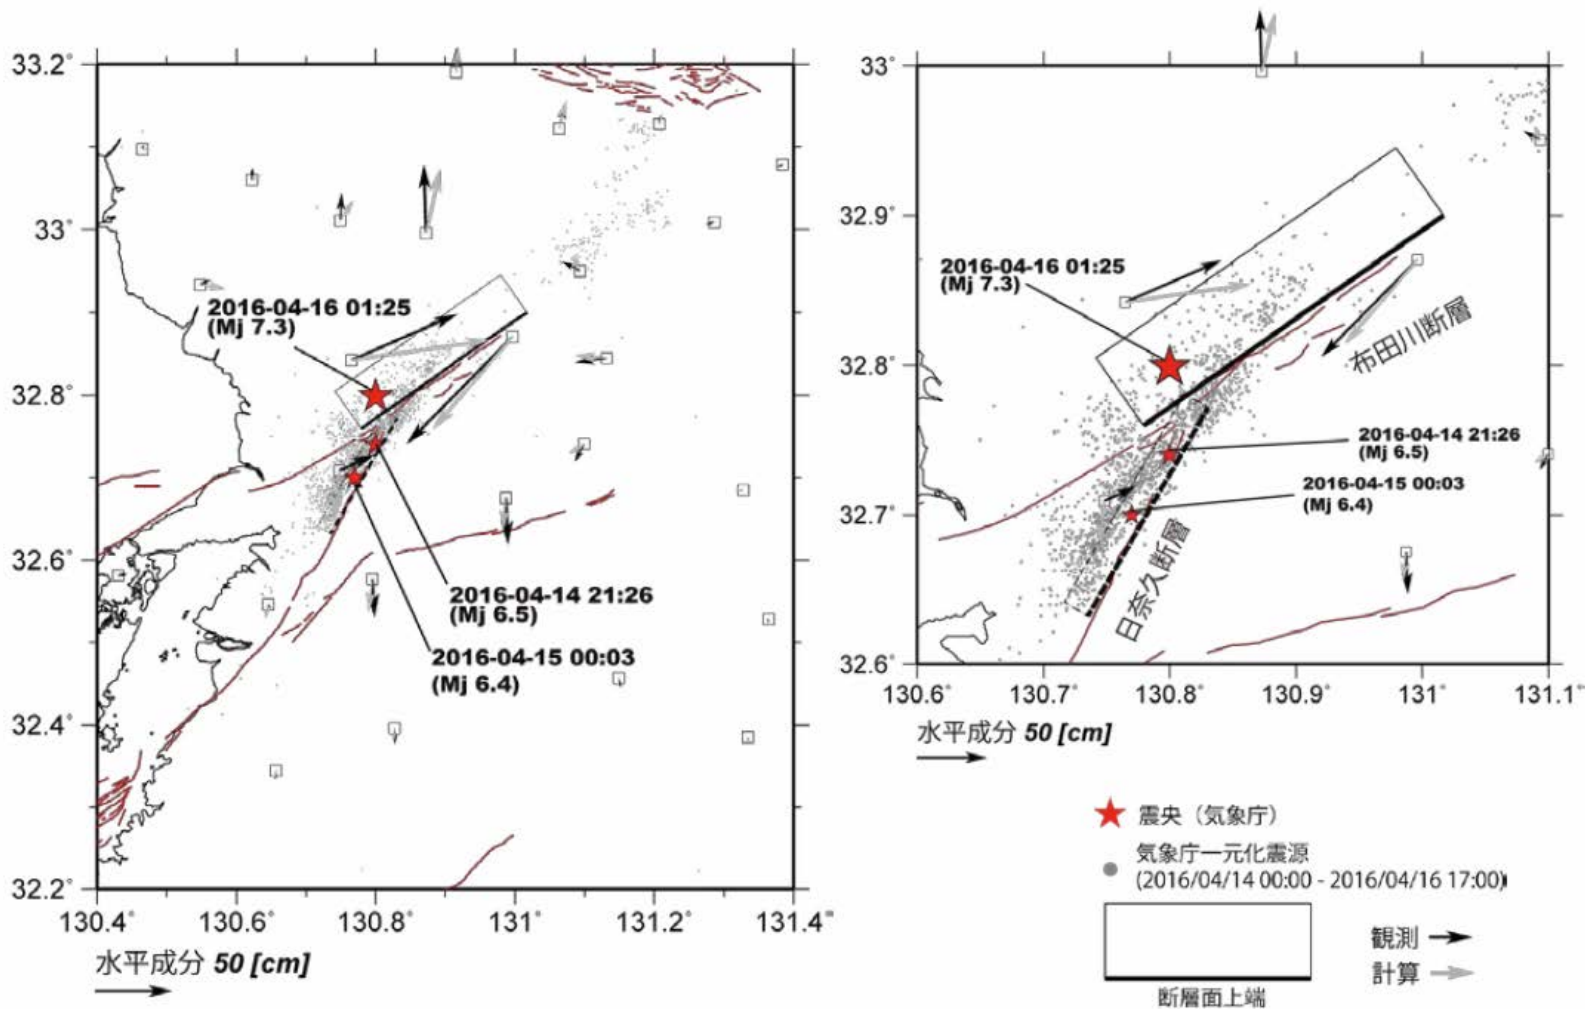 33.2°
33°
32.8°
32.6°
32.4°
32.2°
130.4°
130.6°
130.8°
131°
131.2°
131.4°
2016-04-16 01:25
(Mj 7.3)
2016-04-14 21:26
(Mj 6.5)
2016-04-15 00:03
(Mj 6.4)
水平成分 50 [cm]
33°
32.9°
32.8°
32.7°
32.6°
130.6°
130.7°
130.8°
130.9°
131°
131.1°
2016-04-16 01:25
(Mj 7.3)
布田川断層
2016-04-14 21:26
(Mj 6.5)
2016-04-15 00:03
(Mj 6.4)
日奈久断層
水平成分 50 [cm]
震央（気象庁）
気象庁一元化震源
(2016/04/14 00:00 - 2016/04/16 17:00)
断層面上端
観測
計算